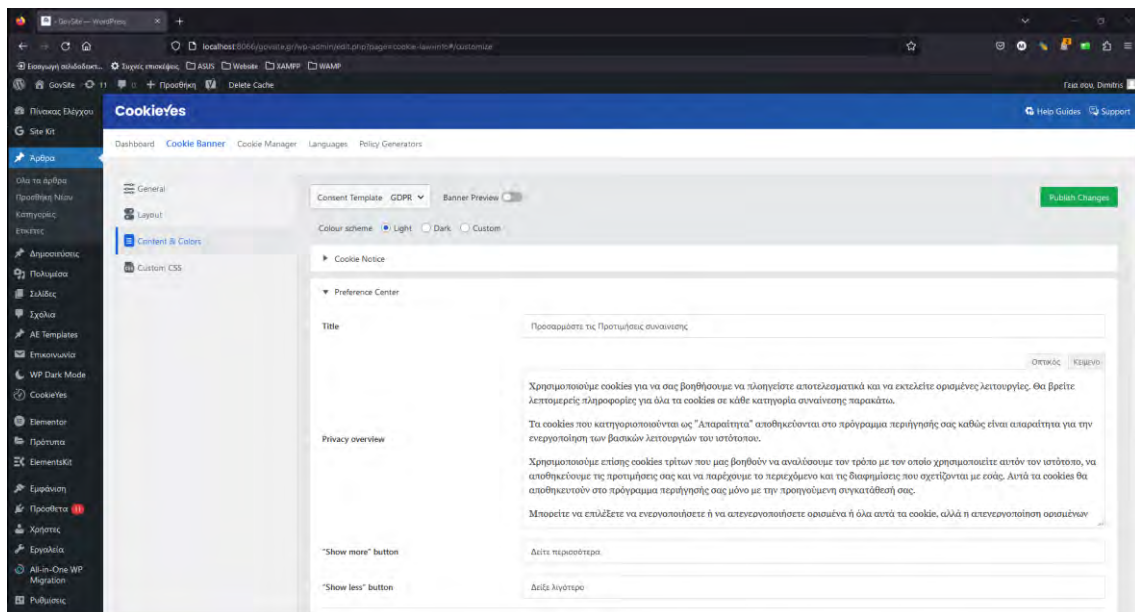 - GovSite — WordPress
localhost:8066/govsite.gr/wp-admin/edit.php?page=cookie-law-info#/customize
Εισαγωγή σελιδοδεικτ... Συχνές επισκέψεις ASUS Website XAMPP WAMP
GovSite 11 0 + Προσθήκη Delete Cache
Γεια σου, Dimitris
Πίνακας Ελέγχου
Site Kit
Άρθρα
Όλα τα άρθρα
Προσθήκη Νέου
Κατηγορίες
Ετικέτες
Δημοσιεύσεις
Πολυμέσα
Σελίδες
Σχόλια
AE Templates
Επικοινωνία
WP Dark Mode
CookieYes
Elementor
Πρότυπα
ElementsKit
Εμφάνιση
Πρόσθετα 11
Χρήστες
Εργαλεία
All-in-One WP
Migration
Ρυθμίσεις
CookieYes
Help Guides Support
Dashboard Cookie Banner Cookie Manager Languages Policy Generators
General
Layout
Content & Colors
Custom CSS
Consent Template GDPR Banner Preview
Publish Changes
Colour scheme Light Dark Custom
Cookie Notice
Preference Center
Title
Προσαρμόστε τις Προτιμήσεις συναινεσης
Οπτικός Κείμενο
Privacy overview
Χρησιμοποιούμε cookies για να σας βοηθήσουμε να πλοηγείστε αποτελεσματικά και να εκτελείτε ορισμένες λειτουργίες. Θα βρείτε
λεπτομερείς πληροφορίες για όλα τα cookies σε κάθε κατηγορία συναίνεσης παρακάτω.
Τα cookies που κατηγοριοποιούνται ως "Απαραίτητα" αποθηκεύονται στο πρόγραμμα περιήγησής σας καθώς είναι απαραίτητα για την
ενεργοποίηση των βασικών λειτουργιών του ιστότοπου.
Χρησιμοποιούμε επίσης cookies τρίτων που μας βοηθούν να αναλύσουμε τον τρόπο με τον οποίο χρησιμοποιείτε αυτόν τον ιστότοπο, να
αποθηκεύουμε τις προτιμήσεις σας και να παρέχουμε το περιεχόμενο και τις διαφημίσεις που σχετίζονται με εσάς. Αυτά τα cookies θα
αποθηκευτούν στο πρόγραμμα περιήγησής σας μόνο με την προηγούμενη συγκατάθεσή σας.
Μπορείτε να επιλέξετε να ενεργοποιήσετε ή να απενεργοποιήσετε ορισμένα ή όλα αυτά τα cookie, αλλά η απενεργοποίηση ορισμένων
"Show more" button
Δείτε περισσότερα
"Show less" button
Δείξε λιγότερο